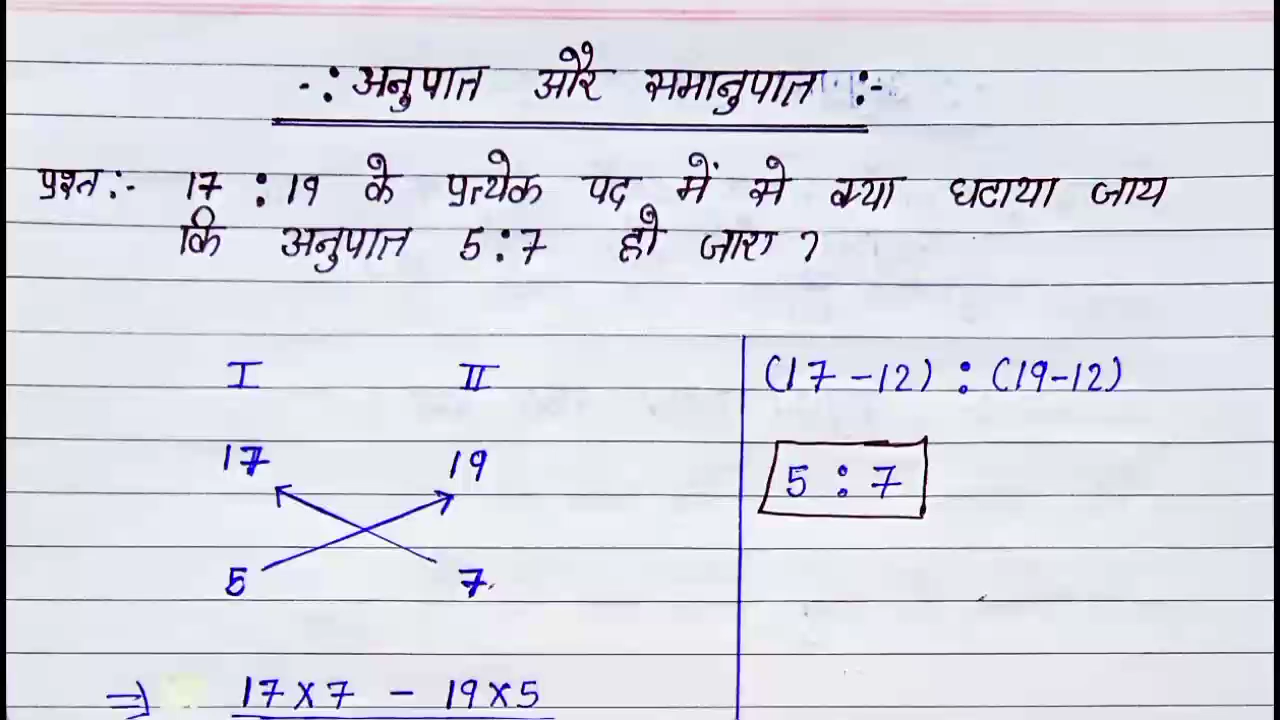 -: अनुपात और समानुपात :-
प्रश्न:- 17 : 19 के प्रत्येक पद में से क्या घटाया जाय
कि अनुपात 5:7 हो जाए ?
I II
17 19
5 7
⇒ 17×7 - 19×5
(17-12) : (19-12)
5 : 7